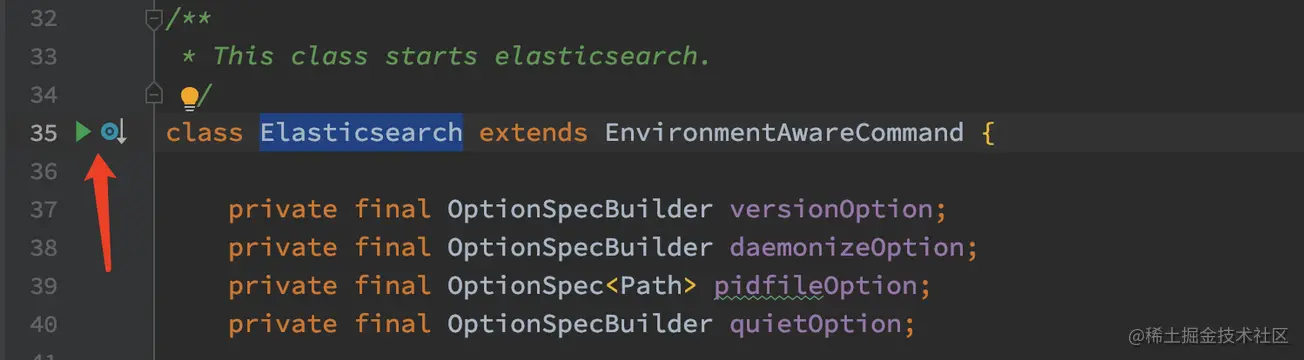 32 /**
33 * This class starts elasticsearch.
34 /
35 class Elasticsearch extends EnvironmentAwareCommand {
36
37 private final OptionSpecBuilder versionOption;
38 private final OptionSpecBuilder daemonizeOption;
39 private final OptionSpec<Path> pidfileOption;
40 private final OptionSpecBuilder quietOption;
@稀土掘金技术社区